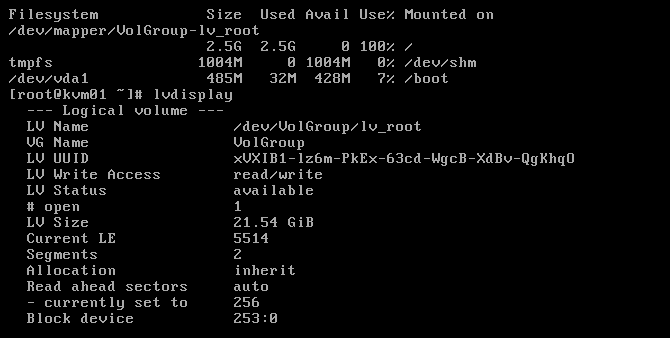 Filesystem            Size  Used Avail Use% Mounted on
/dev/mapper/VolGroup-lv_root
                      2.5G  2.5G     0 100% /
tmpfs                1004M     0 1004M   0% /dev/shm
/dev/vda1             485M   32M  428M   7% /boot
[root@kvm01 ~]# lvdisplay
  --- Logical volume ---
  LV Name                /dev/VolGroup/lv_root
  VG Name                VolGroup
  LV UUID                xVXIB1-lz6m-PkEx-63cd-WgcB-XdBv-QgKhqO
  LV Write Access        read/write
  LV Status              available
  # open                 1
  LV Size                21.54 GiB
  Current LE             5514
  Segments               2
  Allocation             inherit
  Read ahead sectors     auto
  - currently set to     256
  Block device           253:0